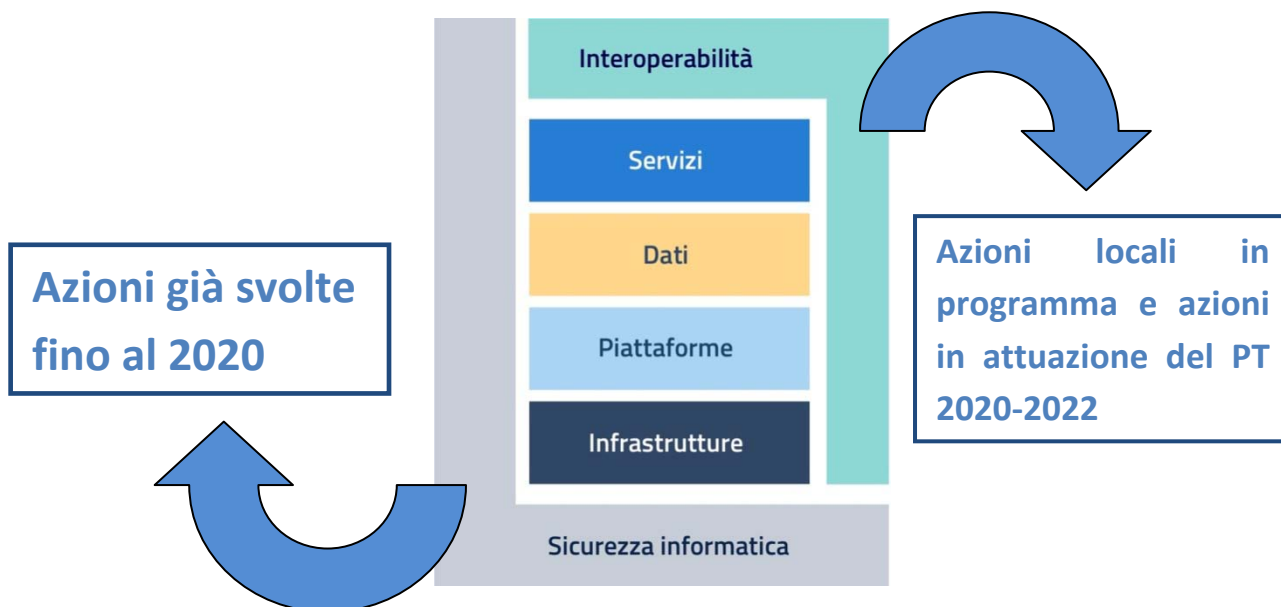 Interoperabilità
Servizi
Dati
Piattaforme
Infrastrutture
Sicurezza informatica
Azioni già svolte
fino al 2020
Azioni locali in
programma e azioni
in attuazione del PT
2020-2022